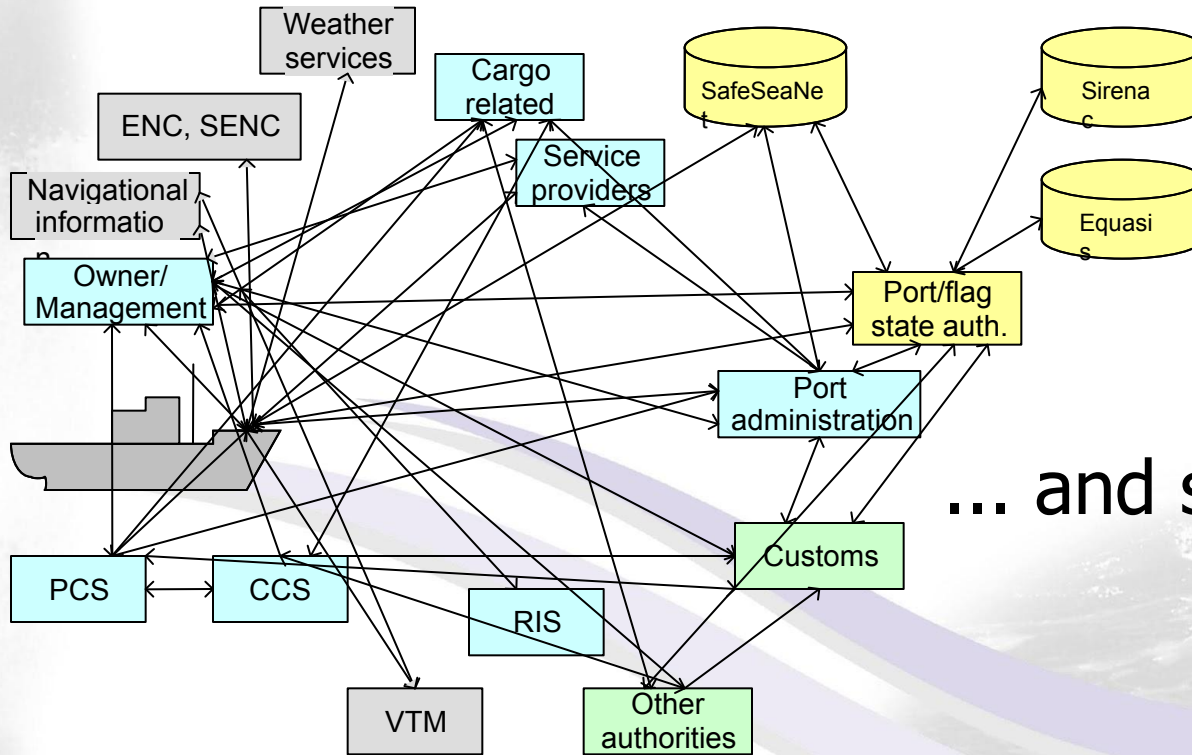 Weather
services
Cargo
related
SafeSeaNe
t
Sirena
c
ENC, SENC
Service
providers
Navigational
informatio
n
Equasi
s
Owner/
Management
Port/flag
state auth.
Port
administration
... and s
Customs
PCS
CCS
RIS
VTM
Other
authorities